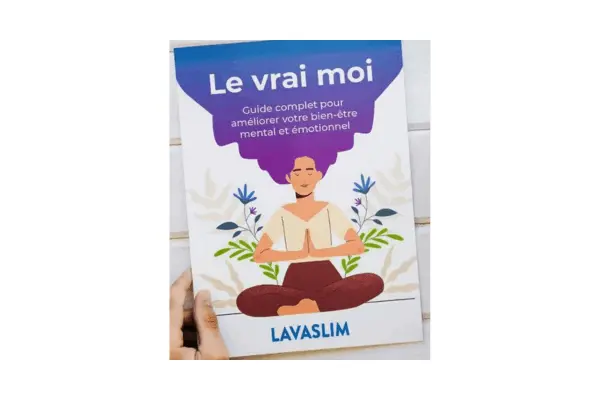 Le vrai moi
Guide complet pour
améliorer votre bien-être
mental et émotionnel
LAVASLIM